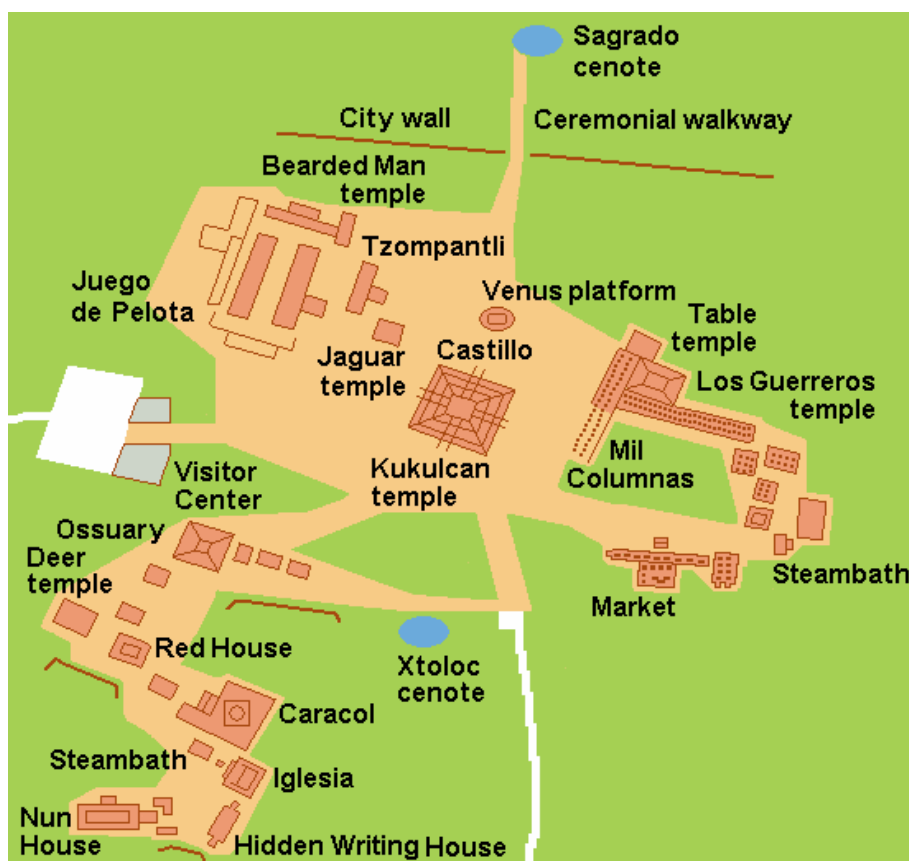 Sagrado
cenote
City wall
Ceremonial walkway
Bearded Man
temple
Tzompantli
Juego
de Pelota
Venus platform
Table
temple
Jaguar
temple
Castillo
Los Guerreros
temple
Kukulcan
temple
Mil
Columnas
Visitor
Center
Ossuary
Deer
temple
Steambath
Market
Red House
Xtoloc
cenote
Caracol
Steambath
Iglesia
Nun
House
Hidden Writing House